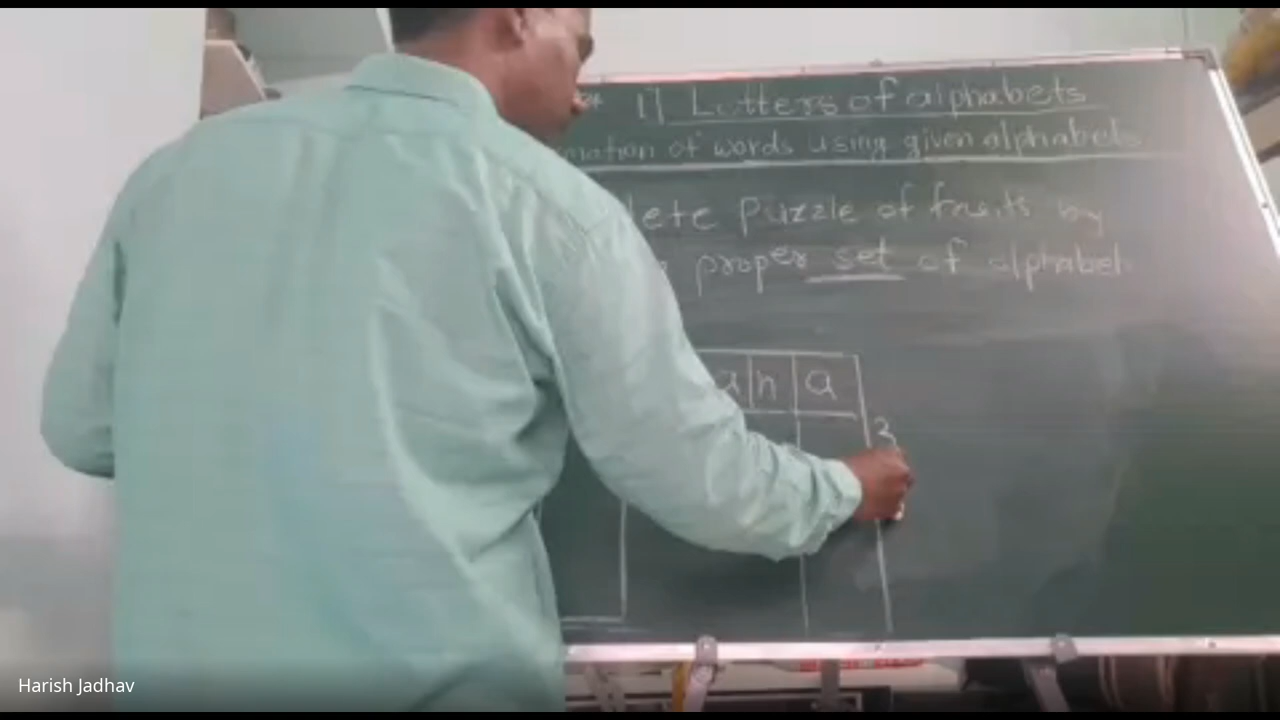 17 Letters of alphabets
mation of words using given alphabets
lete puzzle of fruits by
proper set of alphabet
a n a
3
Harish Jadhav